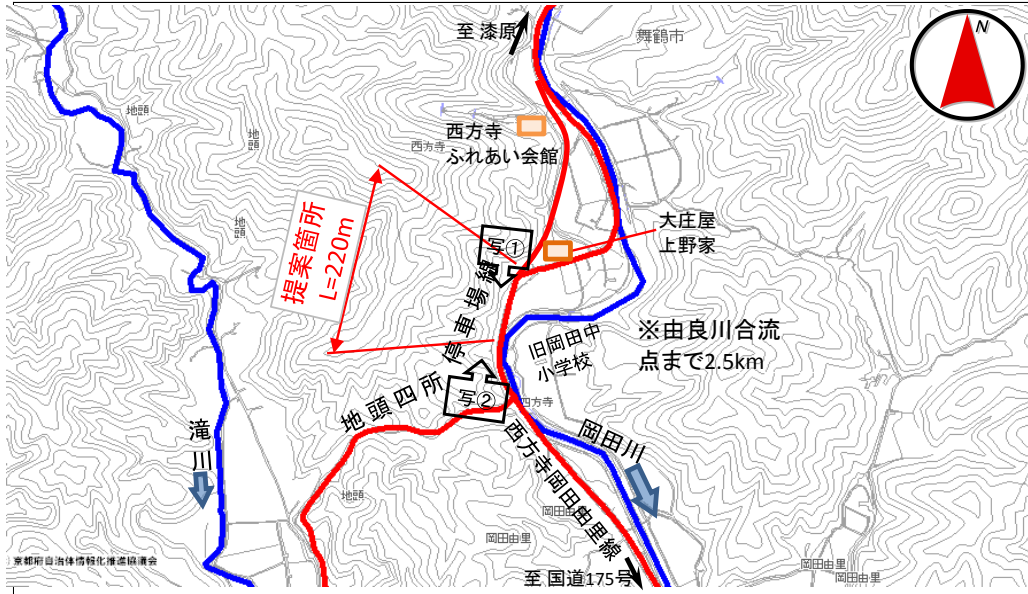 至 漆原
舞鶴市
N
地頭
地頭
西方寺
ふれあい会館
西方寺
提案箇所
L=220m
地頭
大庄屋
上野家
写①
地頭四所停車場線
※由良川合流
点まで2.5km
旧岡田中
小学校
写②
西方寺
滝川
岡田川
西方寺岡田由里線
地頭
岡田由里
岡田由里
京都府自治体情報化推進協議会
至 国道175号
岡田由里
岡田由里